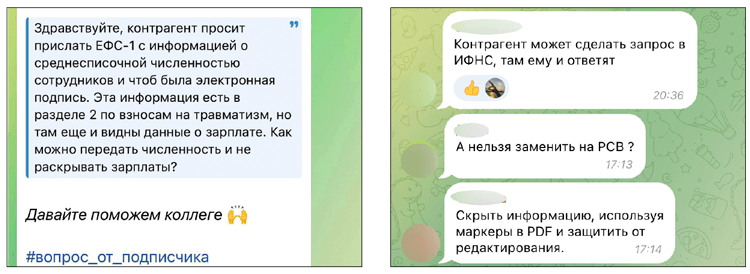 Здравствуйте, контрагент просит
прислать ЕФС-1 с информацией о
среднесписочной численностью
сотрудников и чтоб была электронная
подпись. Эта информация есть в
разделе 2 по взносам на травматизм, но
там еще и видны данные о зарплате. Как
можно передать численность и не
раскрывать зарплаты?
Давайте поможем коллеге
#вопрос_от_подписчика
Контрагент может сделать запрос в
ИФНС, там ему и ответят
20:36
А нельзя заменить на РСВ ?
17:13
Скрыть информацию, используя
маркеры в PDF и защитить от
редактирования.
17:14